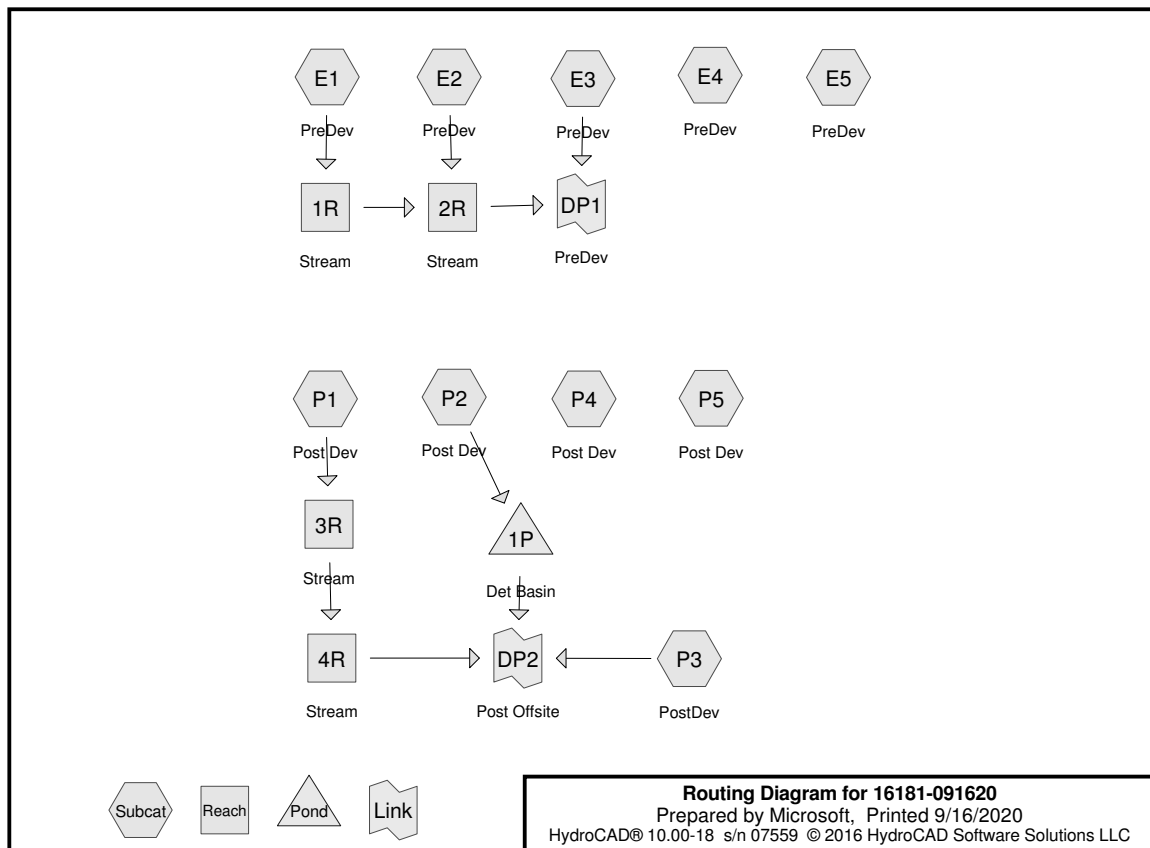 E1 E2 E3 E4 E5
PreDev PreDev PreDev PreDev PreDev
1R 2R DP1
Stream Stream PreDev
P1 P2 P4 P5
Post Dev Post Dev Post Dev Post Dev
3R 1P
Stream Det Basin
4R DP2 P3
Stream Post Offsite PostDev
Subcat Reach Pond Link
Routing Diagram for 16181-091620
Prepared by Microsoft, Printed 9/16/2020
HydroCAD® 10.00-18 s/n 07559 © 2016 HydroCAD Software Solutions LLC